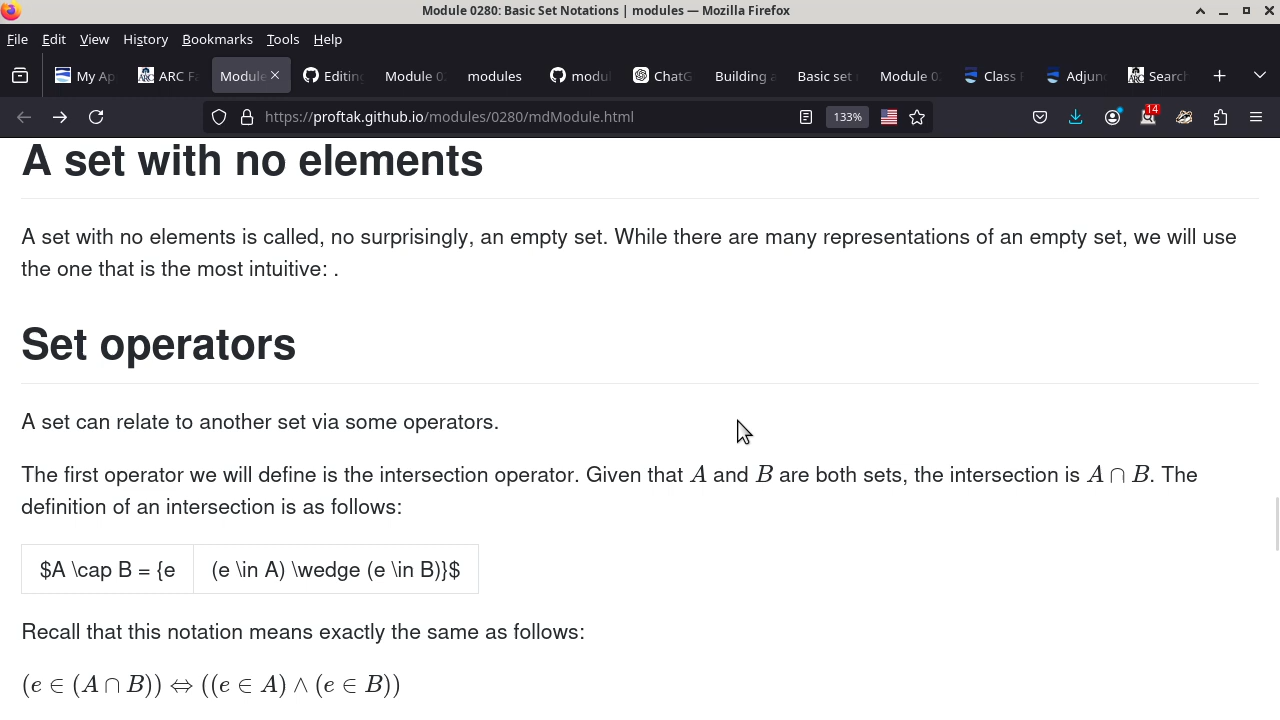 Module 0280: Basic Set Notations | modules — Mozilla Firefox
File Edit View History Bookmarks Tools Help
My Ap ARC Fa Module Editin Module 0 modules modul ChatG Building a Basic set Module 0 Class Adjun Search
https://proftak.github.io/modules/0280/mdModule.html 133% 14
A set with no elements
A set with no elements is called, no surprisingly, an empty set. While there are many representations of an empty set, we will use
the one that is the most intuitive: .
Set operators
A set can relate to another set via some operators.
The first operator we will define is the intersection operator. Given that A and B are both sets, the intersection is A ∩ B. The
definition of an intersection is as follows:
$A \cap B = {e (e \in A) \wedge (e \in B)}$
Recall that this notation means exactly the same as follows:
(e ∈ (A ∩ B)) ⇔ ((e ∈ A) ∧ (e ∈ B))